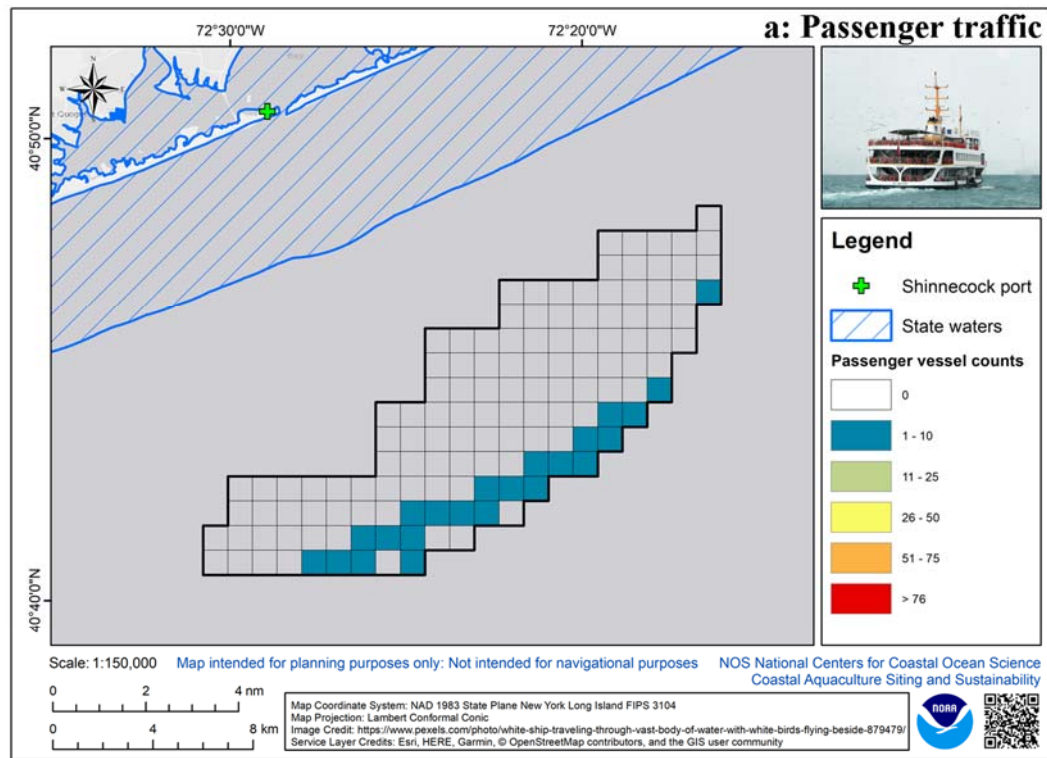 72°30'0"W
72°20'0"W
a: Passenger traffic
N
W
E
S
40°50'0"N
40°40'0"N
Legend
Shinnecock port
State waters
Passenger vessel counts
0
1 - 10
11 - 25
26 - 50
51 - 75
> 76
Scale: 1:150,000
Map intended for planning purposes only: Not intended for navigational purposes
NOS National Centers for Coastal Ocean Science
Coastal Aquaculture Siting and Sustainability
0 2 4 nm
0 4 8 km
Map Coordinate System: NAD 1983 State Plane New York Long Island FIPS 3104
Map Projection: Lambert Conformal Conic
Image Credit: https://www.pexels.com/photo/white-ship-traveling-through-vast-body-of-water-with-white-birds-flying-beside-879479/
Service Layer Credits: Esri, HERE, Garmin, © OpenStreetMap contributors, and the GIS user community
NOAA